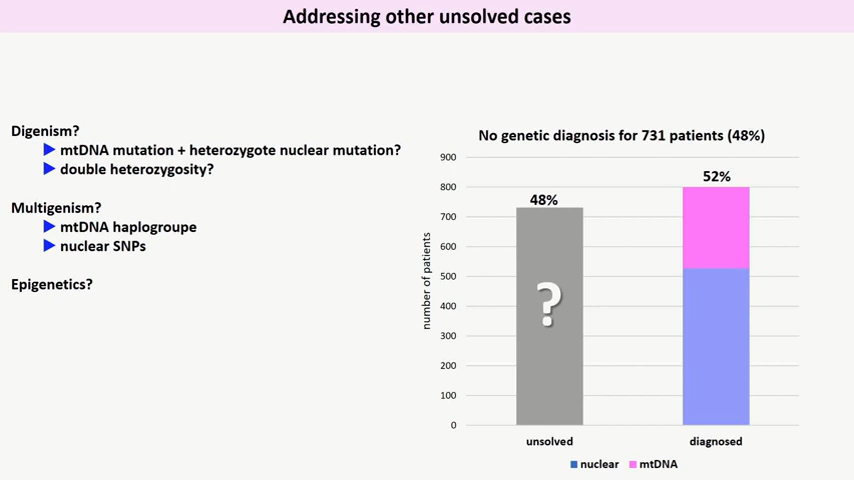 Addressing other unsolved cases
Digenism?
mtDNA mutation + heterozygote nuclear mutation?
double heterozygosity?
Multigenism?
mtDNA haplogroupe
nuclear SNPs
Epigenetics?
No genetic diagnosis for 731 patients (48%)
number of patients
900
800
700
600
500
400
300
200
100
0
48%
52%
?
unsolved
diagnosed
nuclear
mtDNA